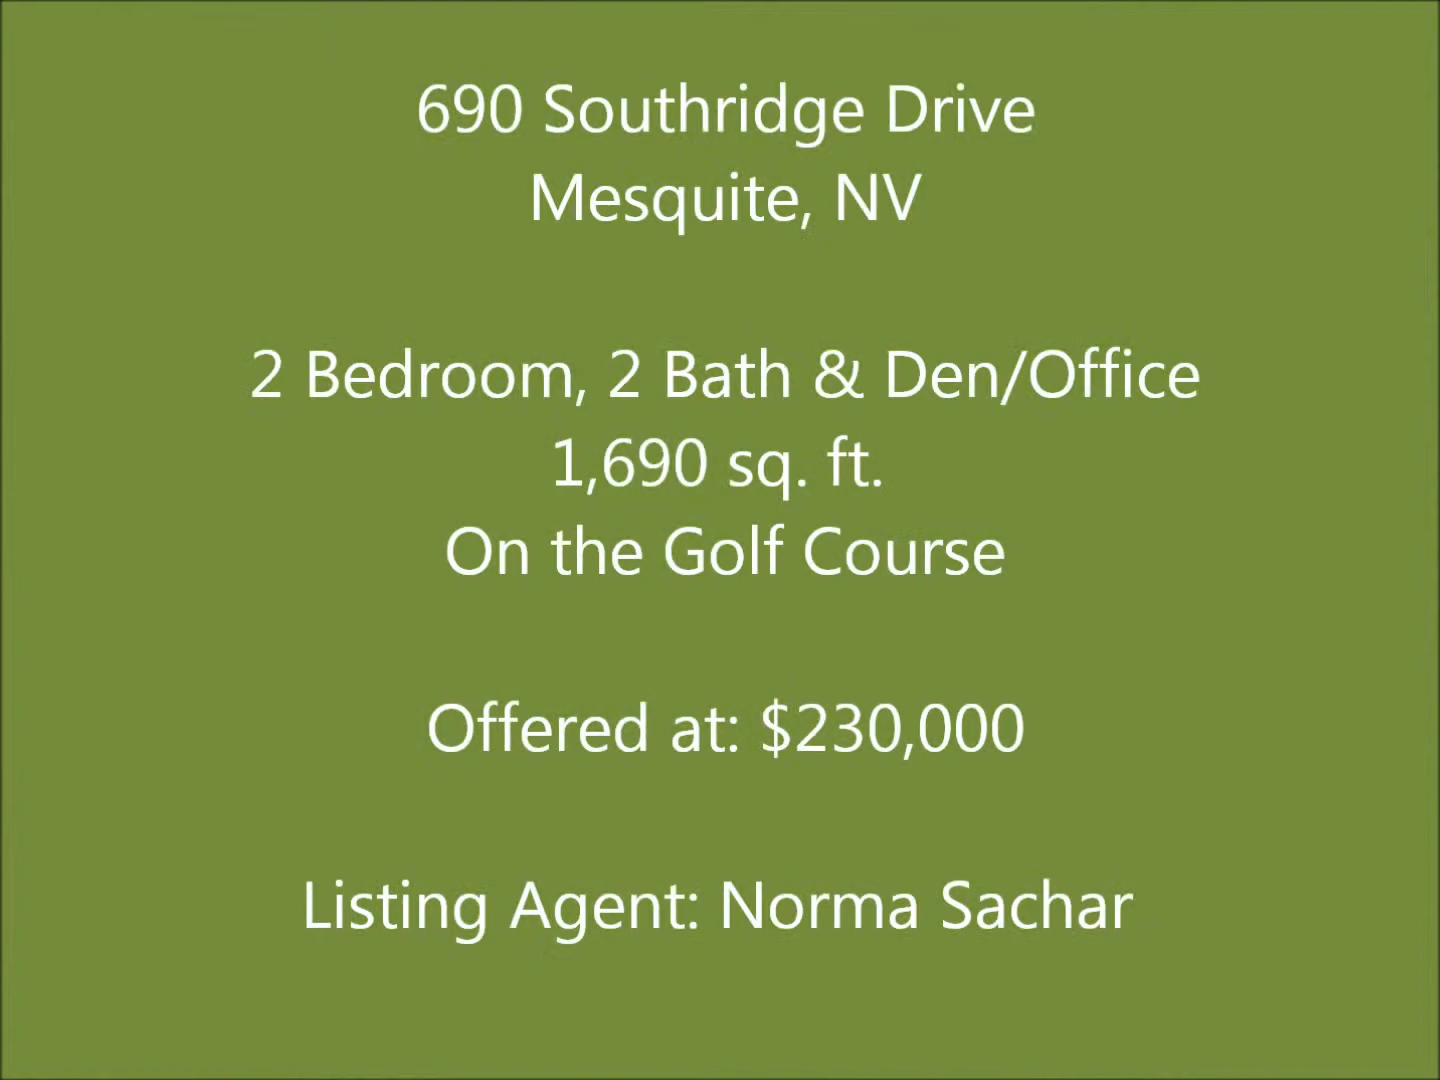 690 Southridge Drive
Mesquite, NV
2 Bedroom, 2 Bath & Den/Office
1,690 sq. ft.
On the Golf Course
Offered at: $230,000
Listing Agent: Norma Sachar